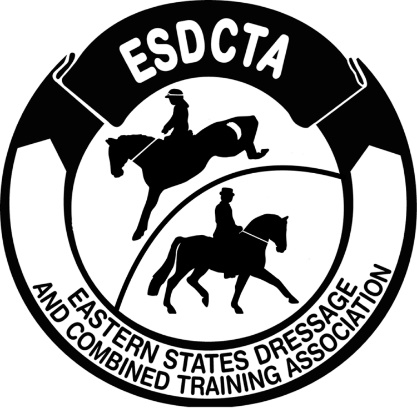 ESDCTA
EASTERN STATES DRESSAGE
AND COMBINED TRAINING ASSOCIATION